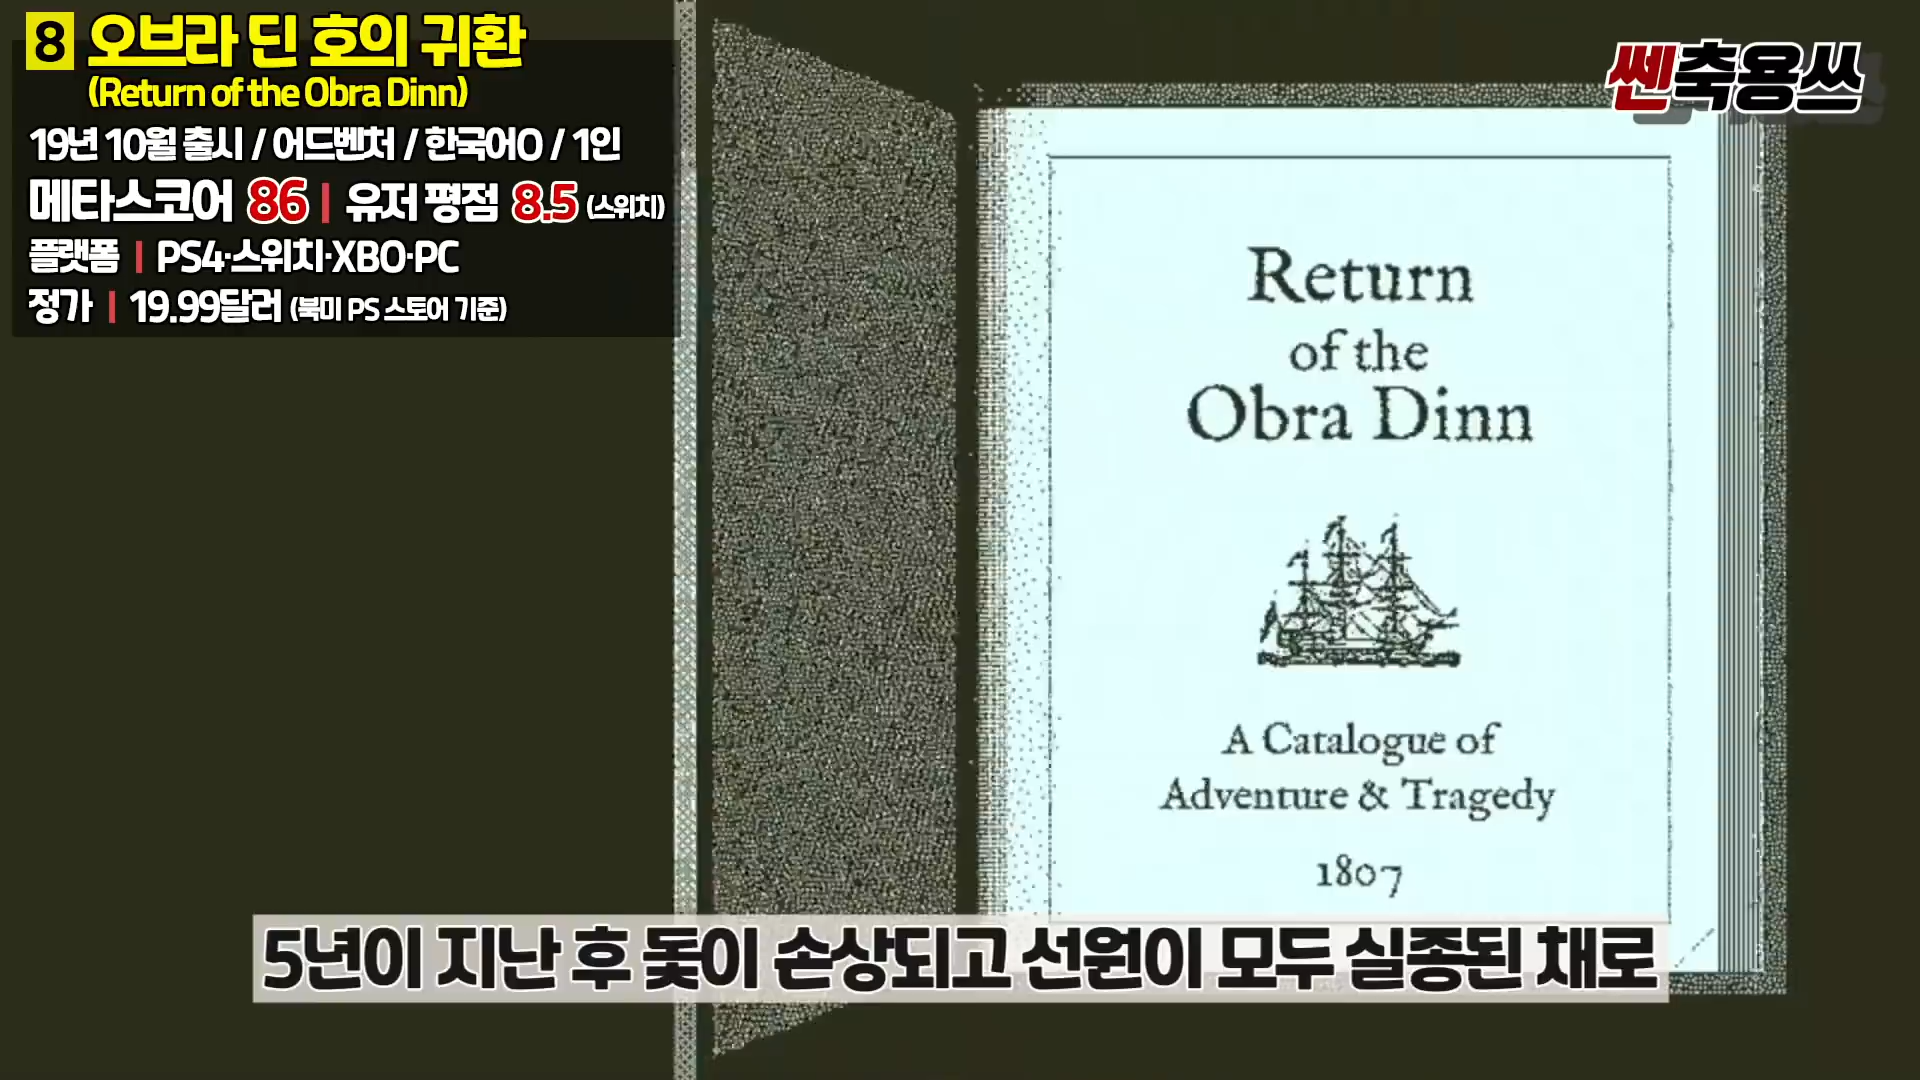 8 오브라 딘 호의 귀환
(Return of the Obra Dinn)
19년 10월 출시 / 어드벤처 / 한국어O / 1인
메타스코어 86 | 유저 평점 8.5 (스위치)
플랫폼 | PS4·스위치·XBO·PC
정가 | 19.99달러 (북미 PS 스토어 기준)
쎈축용쓰
Return
of the
Obra Dinn
A Catalogue of
Adventure & Tragedy
1807
5년이 지난 후 돛이 손상되고 선원이 모두 실종된 채로